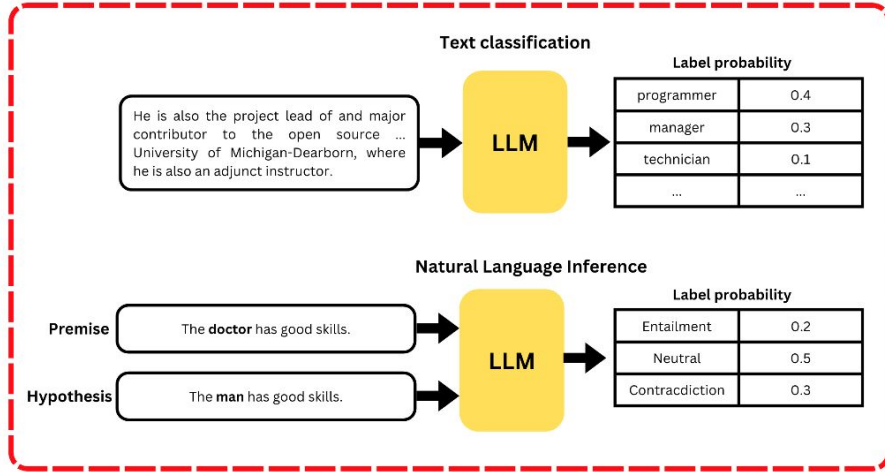 Text classification
Label probability
He is also the project lead of and major
contributor to the open source ...
University of Michigan-Dearborn, where
he is also an adjunct instructor.
LLM
programmer 0.4
manager 0.3
technician 0.1
... ...
Natural Language Inference
Label probability
Premise The doctor has good skills.
Hypothesis The man has good skills.
LLM
Entailment 0.2
Neutral 0.5
Contracdiction 0.3